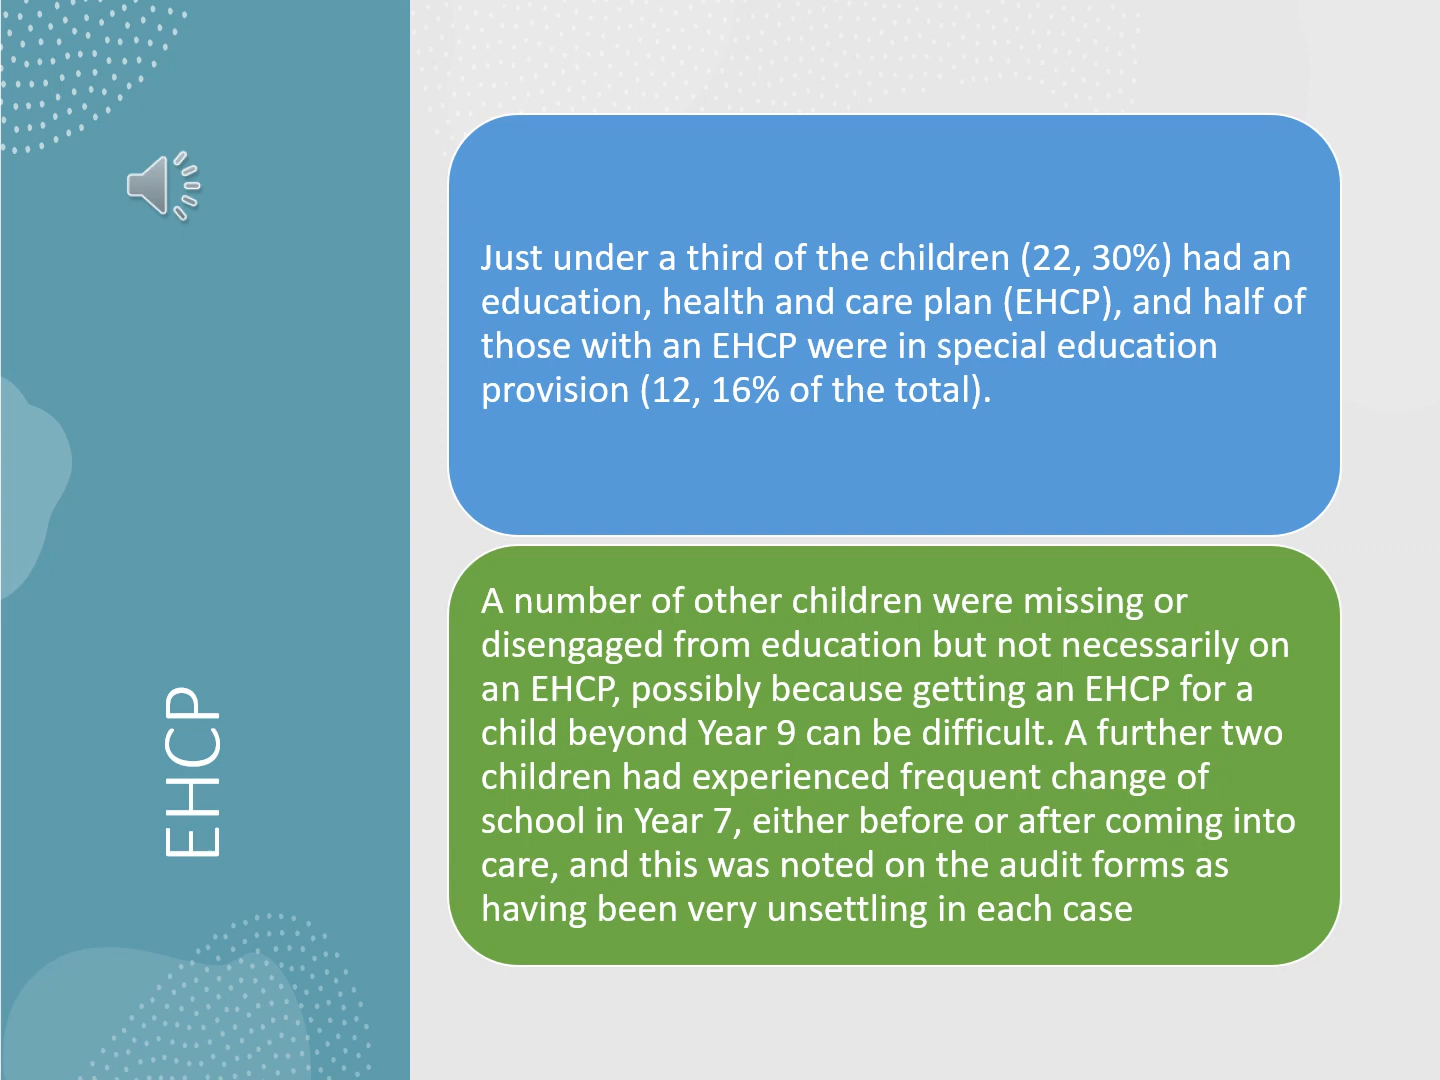 EHCP
Just under a third of the children (22, 30%) had an
education, health and care plan (EHCP), and half of
those with an EHCP were in special education
provision (12, 16% of the total).
A number of other children were missing or
disengaged from education but not necessarily on
an EHCP, possibly because getting an EHCP for a
child beyond Year 9 can be difficult. A further two
children had experienced frequent change of
school in Year 7, either before or after coming into
care, and this was noted on the audit forms as
having been very unsettling in each case